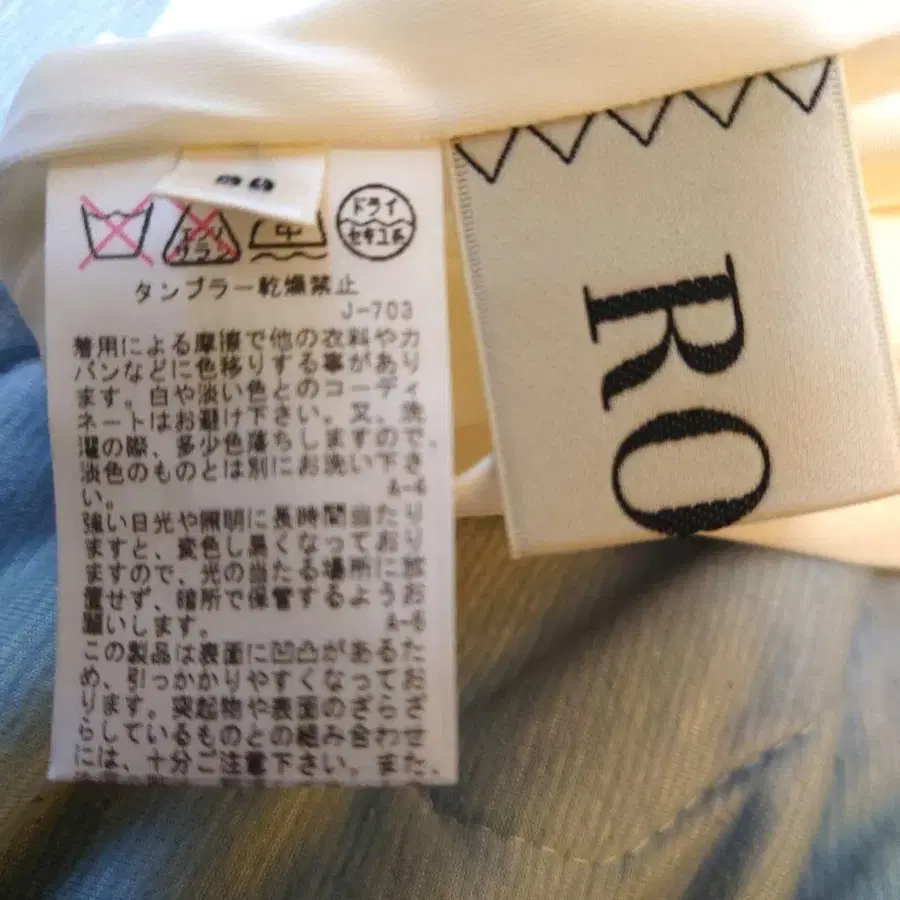 エンソ
サラシ
中
ドライ
セキユ系
タンブラー乾燥禁止
J-703
着用による摩擦で他の衣料やカ
バンなどに色移りする事があり
ます。白や淡い色とのコーディ
ネートはお避け下さい。又、洗
濯の際、多少色落ちしますので、
淡色のものとは別にお洗い下さ
い。
A-4
強い日光や照明に長時間当たり
ますと、変色し黒くなっており
ますので、光の当たる場所に放
置せず、暗所で保管するようお
願いします。
A-6
この製品は表面に凹凸があるた
め、引っかかりやすくなってお
ります。突起物や表面のざらざ
らしているものとの組み合わせ
には、十分ご注意下さい。また、
RO